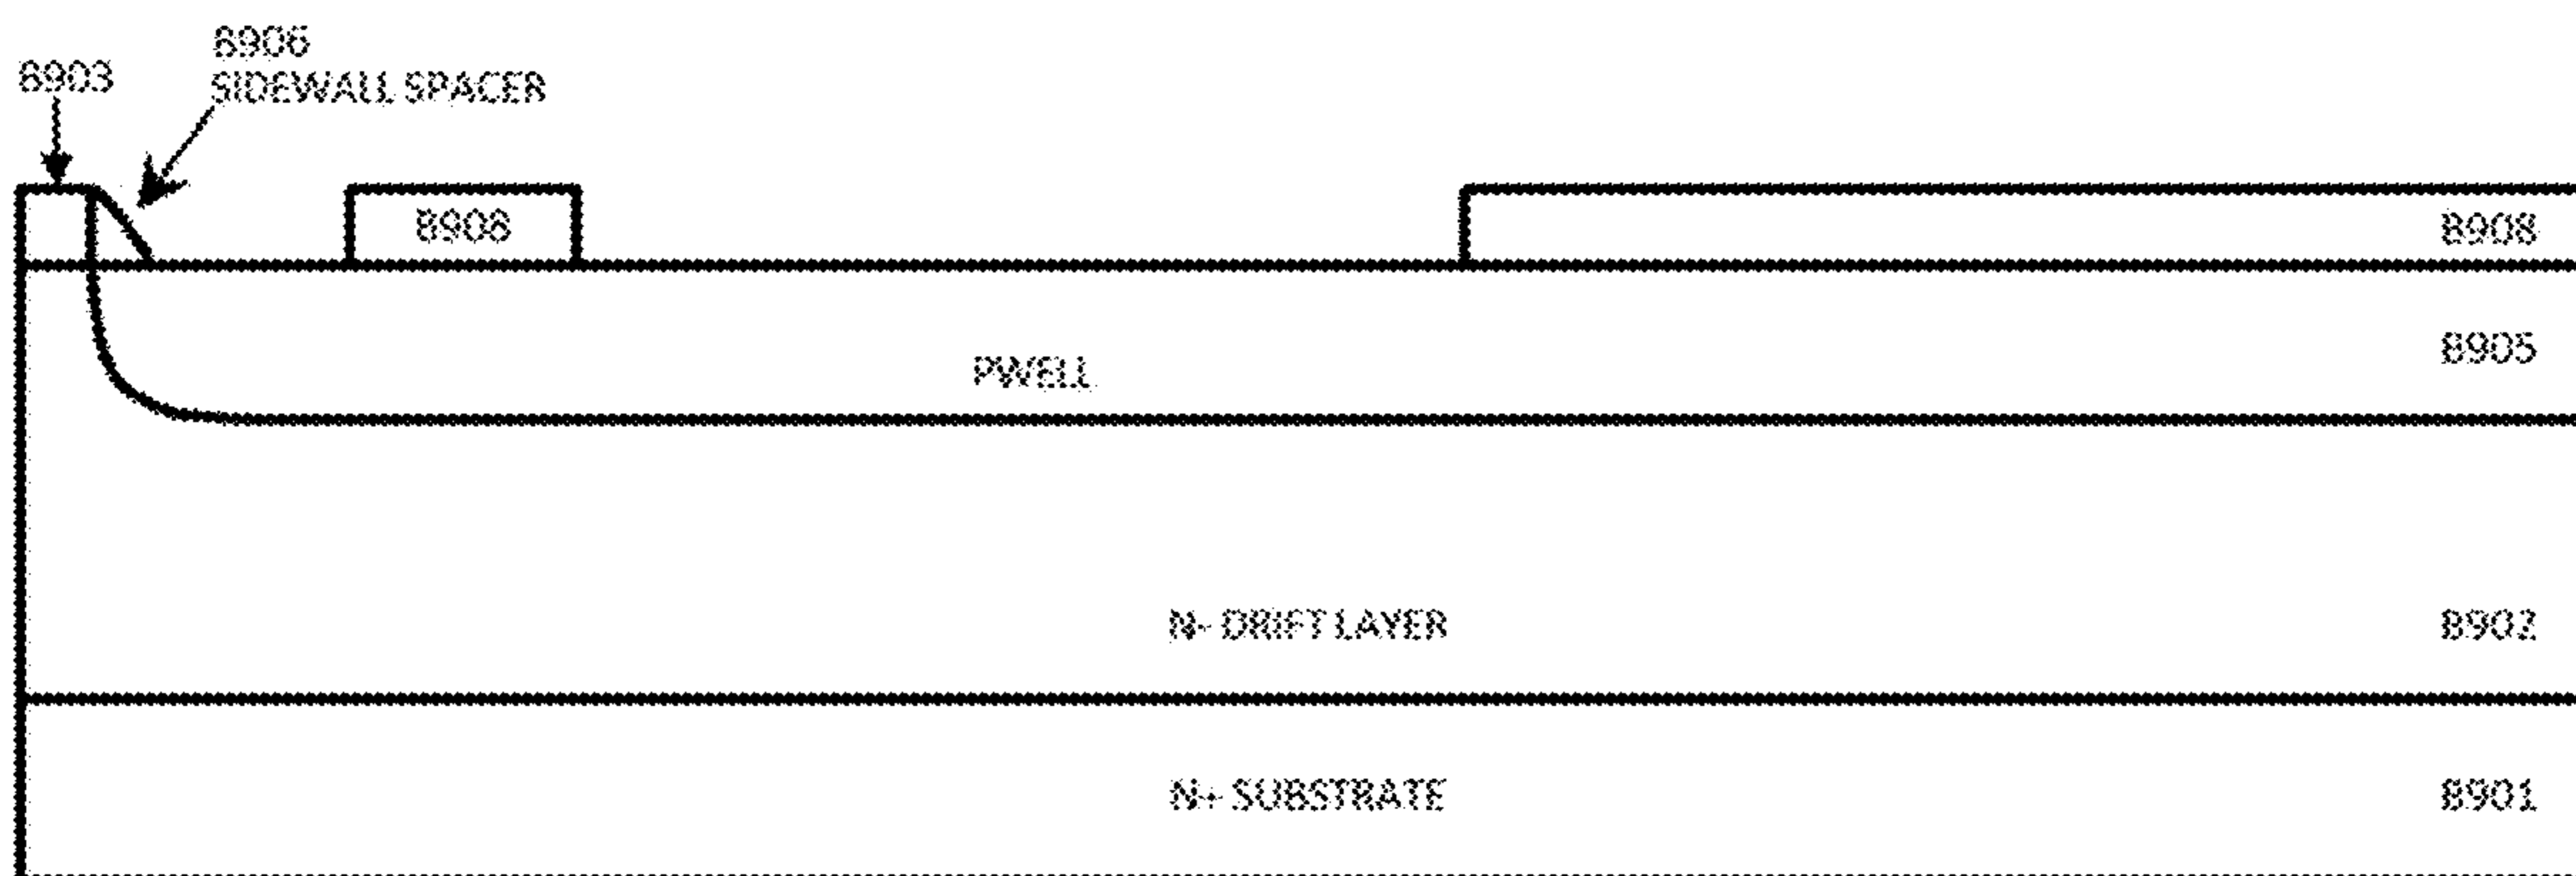 8906
8903
SIDEWALL SPACER
8908
8908
8905
PWELL
N- DRIFT LAYER
8902
N+ SUBSTRATE
8901